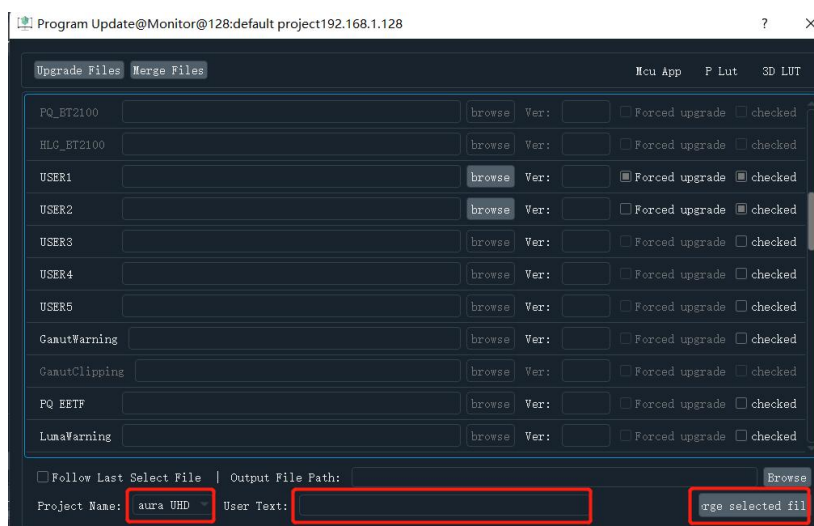 Program Update@Monitor@128:default project192.168.1.128 ?
Upgrade Files Merge Files Mcu App P Lut 3D LUT
PQ_BT2100 browse Ver: Forced upgrade checked
HLG_BT2100 browse Ver: Forced upgrade checked
USER1 browse Ver: Forced upgrade checked
USER2 browse Ver: Forced upgrade checked
USER3 browse Ver: Forced upgrade checked
USER4 browse Ver: Forced upgrade checked
USER5 browse Ver: Forced upgrade checked
GamutWarning browse Ver: Forced upgrade checked
GamutClipping browse Ver: Forced upgrade checked
PQ EETF browse Ver: Forced upgrade checked
LumaWarning browse Ver: Forced upgrade checked
Follow Last Select File | Output File Path: Browse
Project Name: aura UHD User Text: rge selected fil